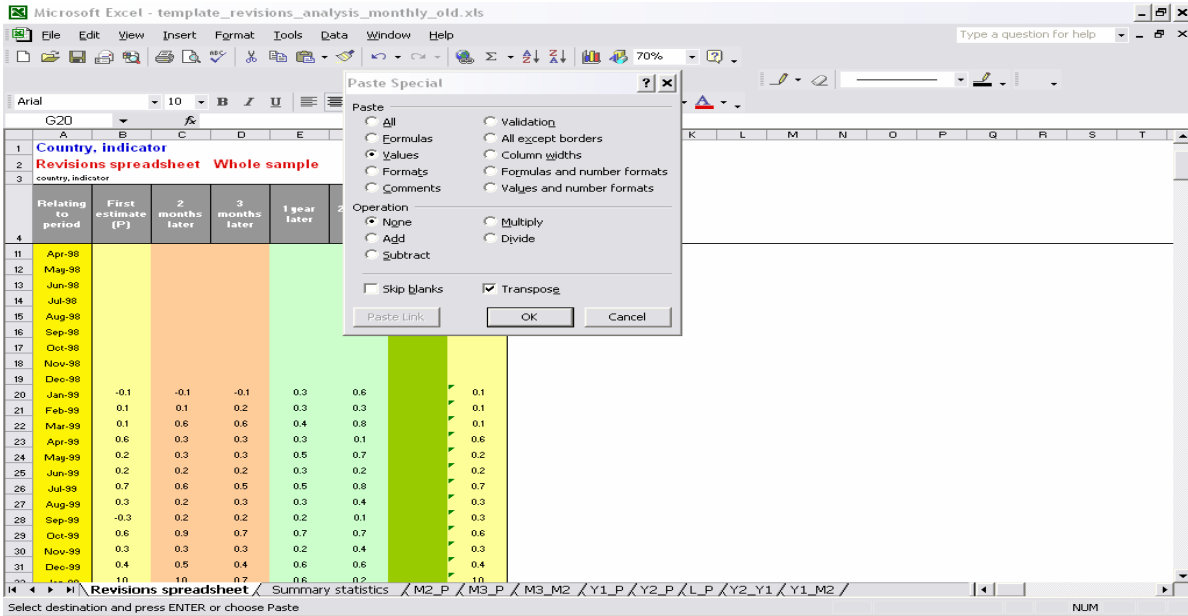 Microsoft Excel - template_revisions_analysis_monthly_old.xls
File Edit View Insert Format Tools Data Window Help Type a question for help
70%
Arial 10 B I U
G20 fx
A B C D E K L M N O P Q R S T
1 Country, indicator
2 Revisions spreadsheet Whole sample
3 country, indicator
4 Relating to period First estimate (P) 2 months later 3 months later 1 year later 2
11 Apr-98
12 May-98
13 Jun-98
14 Jul-98
15 Aug-98
16 Sep-98
17 Oct-98
18 Nov-98
19 Dec-98
20 Jan-99 -0.1 -0.1 -0.1 0.3 0.6 0.1
21 Feb-99 0.1 0.1 0.2 0.3 0.3 0.1
22 Mar-99 0.1 0.6 0.6 0.4 0.8 0.1
23 Apr-99 0.6 0.3 0.3 0.3 0.1 0.6
24 May-99 0.2 0.3 0.3 0.5 0.7 0.2
25 Jun-99 0.2 0.2 0.2 0.3 0.2 0.2
26 Jul-99 0.7 0.6 0.5 0.5 0.8 0.7
27 Aug-99 0.3 0.2 0.3 0.3 0.4 0.3
28 Sep-99 -0.3 0.2 0.2 0.2 0.1 0.3
29 Oct-99 0.6 0.9 0.7 0.7 0.7 0.6
30 Nov-99 0.3 0.3 0.3 0.2 0.4 0.3
31 Dec-99 0.4 0.5 0.4 0.6 0.6 0.4
1.0 1.0 0.7 0.6 0.2 1.0
Paste Special
Paste
All Validation
Formulas All except borders
Values Column widths
Formats Formulas and number formats
Comments Values and number formats
Operation
None Multiply
Add Divide
Subtract
Skip blanks Transpose
Paste Link OK Cancel
Revisions spreadsheet / Summary statistics / M2_P / M3_P / M3_M2 / Y1_P / Y2_P / L_P / Y2_Y1 / Y1_M2 /
Select destination and press ENTER or choose Paste NUM